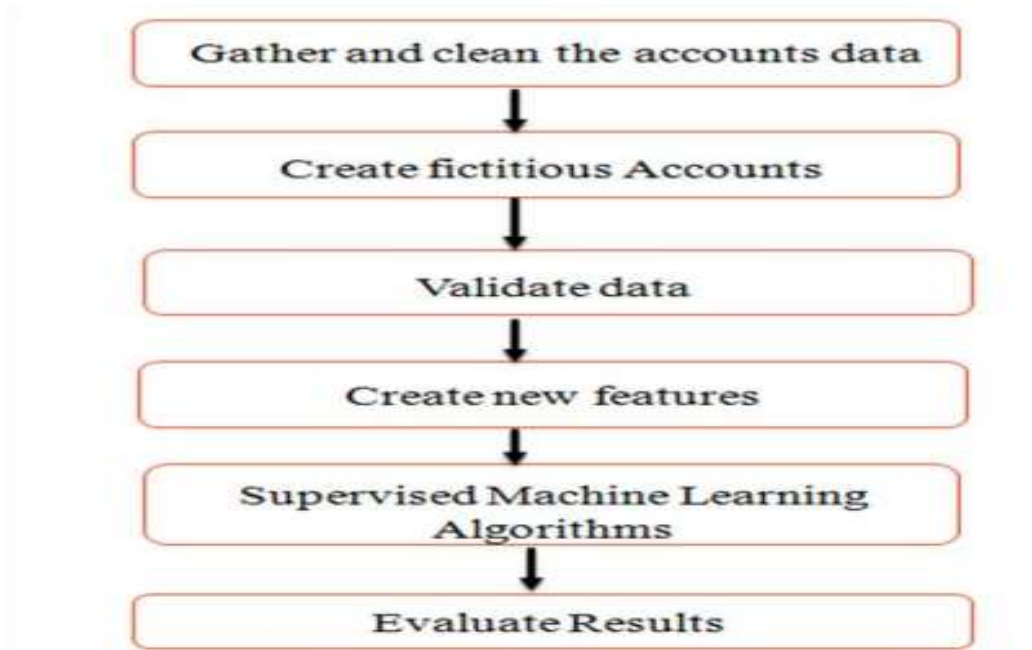 Gather and clean the accounts data
Create fictitious Accounts
Validate data
Create new features
Supervised Machine Learning
Algorithms
Evaluate Results